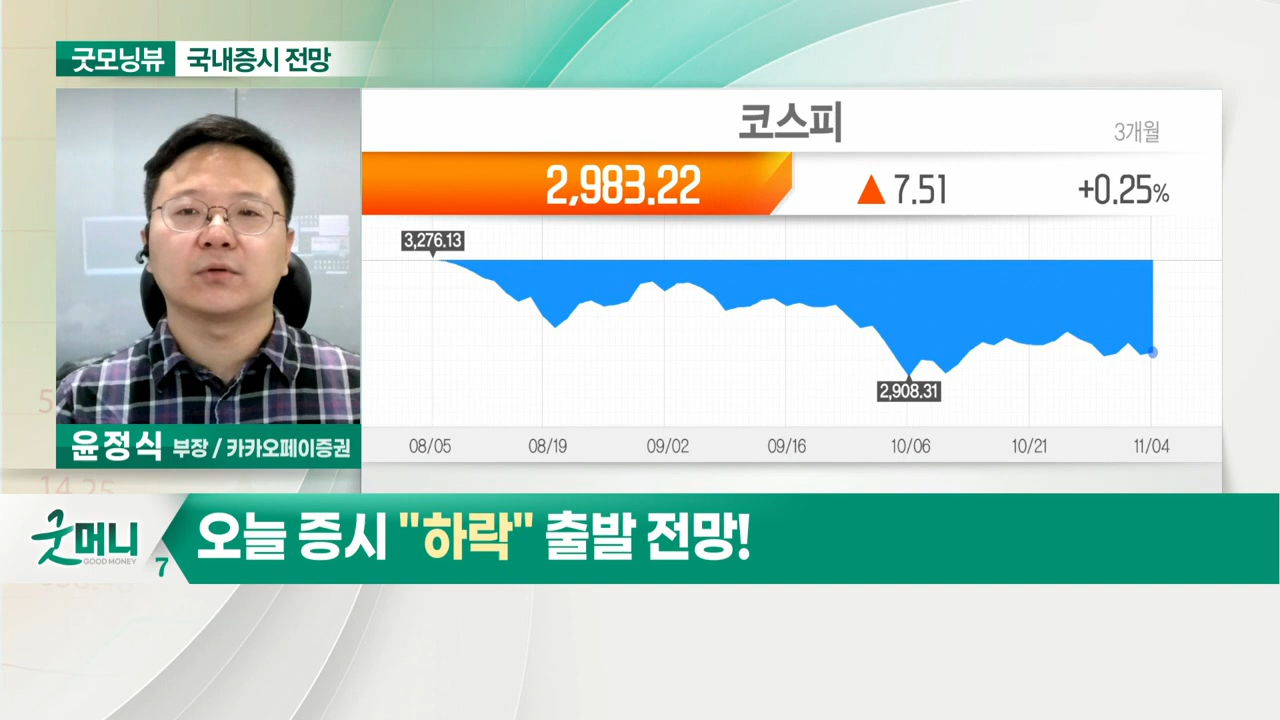 굿모닝뷰 국내증시 전망
코스피
3개월
2,983.22 ▲ 7.51 +0.25%
3,276.13
2,908.31
08/05 08/19 09/02 09/16 10/06 10/21 11/04
윤정식 부장 / 카카오페이증권
굿머니
GOOD MONEY
7
오늘 증시 "하락" 출발 전망!